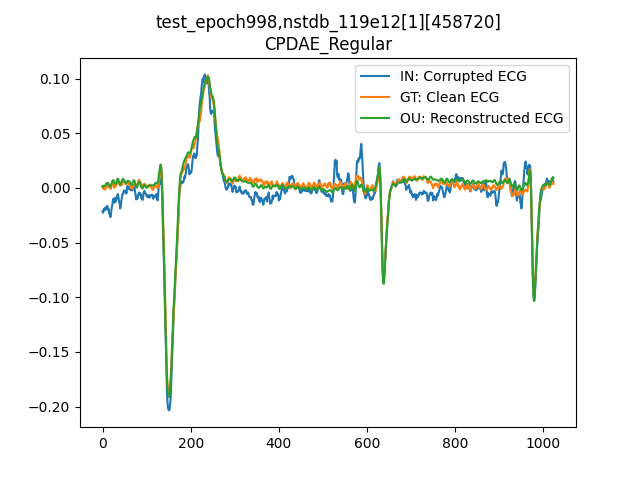 test_epoch998,nstdb_119e12[1][458720]
CPDAE_Regular
IN: Corrupted ECG
GT: Clean ECG
OU: Reconstructed ECG
0.10
0.05
0.00
−0.05
−0.10
−0.15
−0.20
0 200 400 600 800 1000